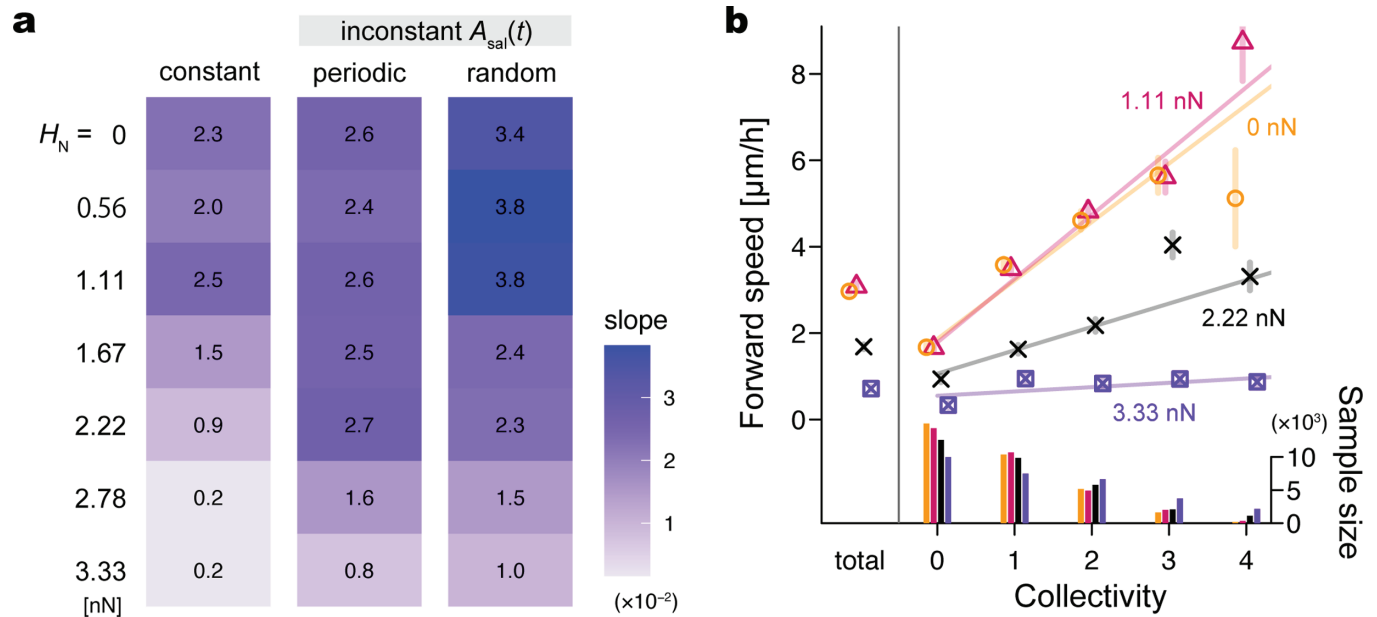 a
inconstant A_sal(t)
constant periodic random
H_N = 0 2.3 2.6 3.4
0.56 2.0 2.4 3.8
1.11 2.5 2.6 3.8
1.67 1.5 2.5 2.4
2.22 0.9 2.7 2.3
2.78 0.2 1.6 1.5
3.33 0.2 0.8 1.0
[nN]
slope
3
2
1
(×10⁻²)
b
Forward speed [μm/h]
8
6
4
2
0
1.11 nN
0 nN
2.22 nN
3.33 nN
(×10³)
10
5
0
Sample size
total 0 1 2 3 4
Collectivity